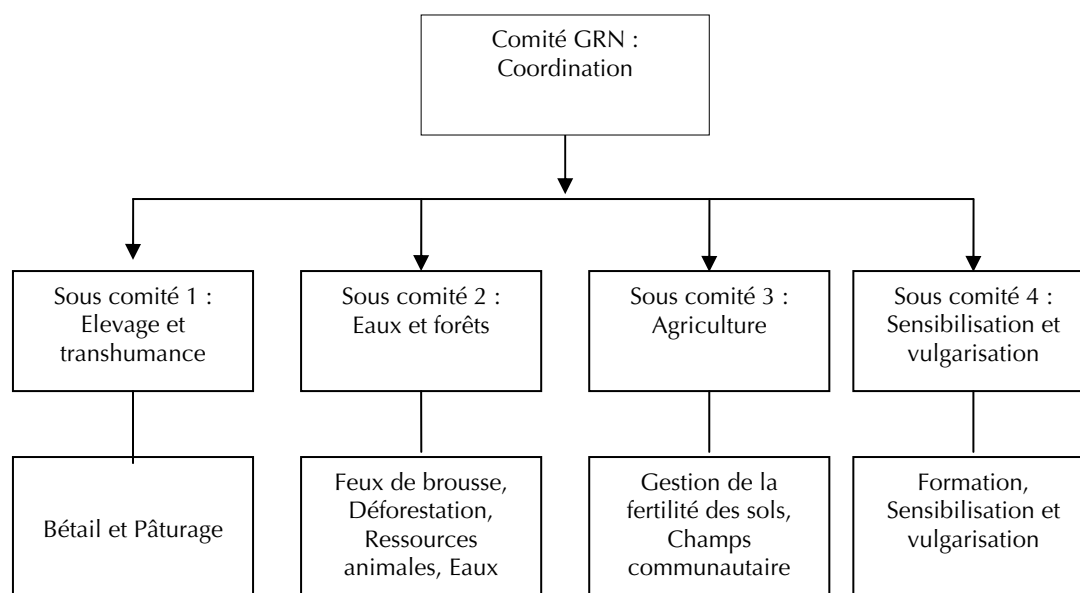 Comité GRN :
Coordination
Sous comité 1 :
Elevage et
transhumance
Sous comité 2 :
Eaux et forêts
Sous comité 3 :
Agriculture
Sous comité 4 :
Sensibilisation et
vulgarisation
Bétail et Pâturage
Feux de brousse,
Déforestation,
Ressources
animales, Eaux
Gestion de la
fertilité des sols,
Champs
communautaire
Formation,
Sensibilisation et
vulgarisation